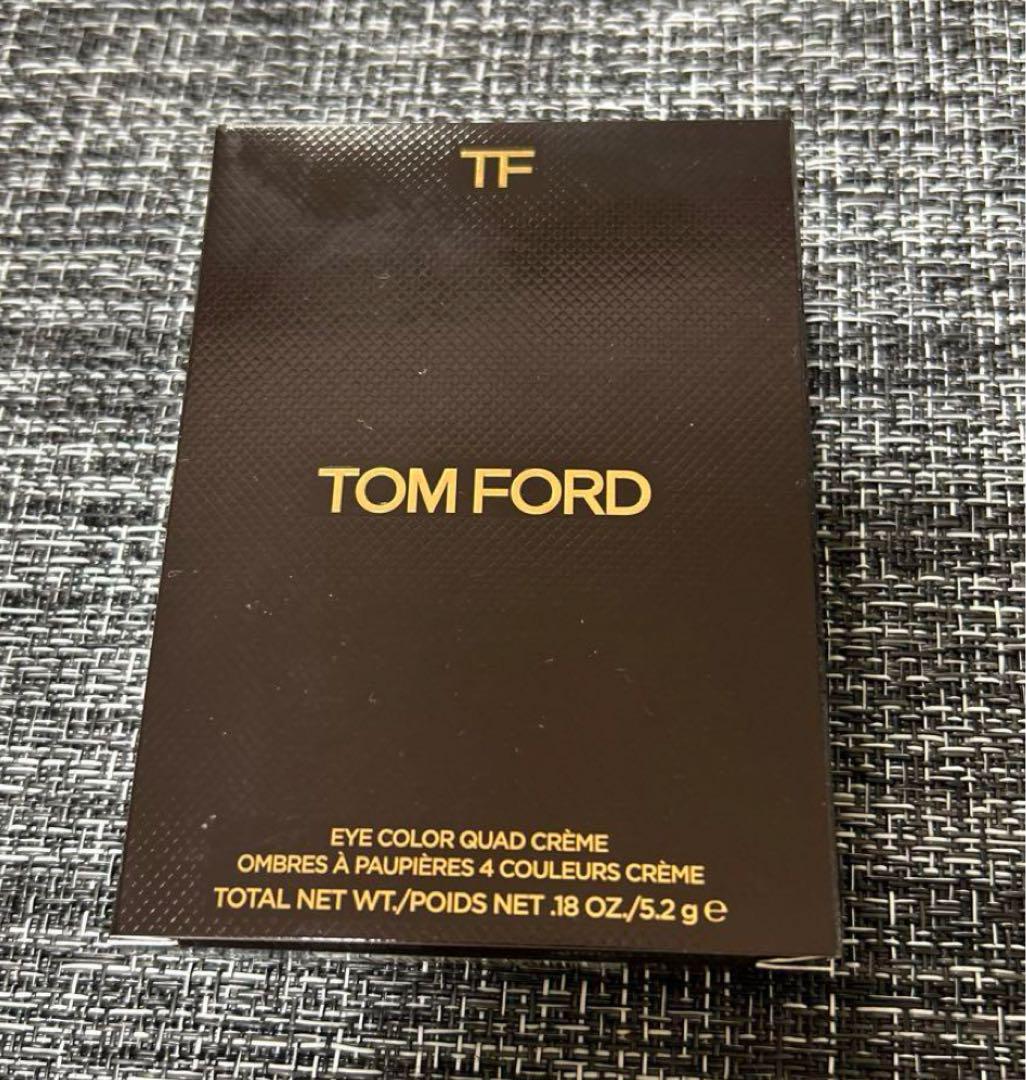 TF
TOM FORD
EYE COLOR QUAD CRÈME
OMBRES À PAUPIÈRES 4 COULEURS CRÈME
TOTAL NET WT./POIDS NET .18 OZ./5.2 g ℮